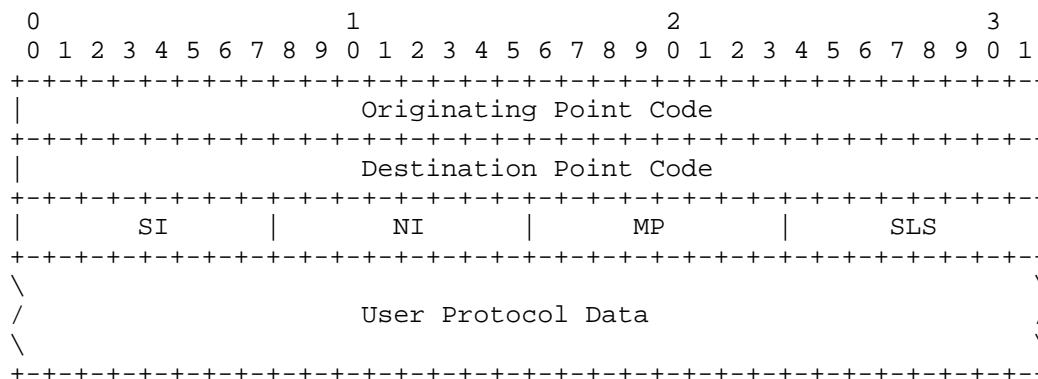 0                   1                   2                   3
 0 1 2 3 4 5 6 7 8 9 0 1 2 3 4 5 6 7 8 9 0 1 2 3 4 5 6 7 8 9 0 1
+-+-+-+-+-+-+-+-+-+-+-+-+-+-+-+-+-+-+-+-+-+-+-+-+-+-+-+-+-+-+-+-
|                     Originating Point Code
+-+-+-+-+-+-+-+-+-+-+-+-+-+-+-+-+-+-+-+-+-+-+-+-+-+-+-+-+-+-+-+-
|                     Destination Point Code
+-+-+-+-+-+-+-+-+-+-+-+-+-+-+-+-+-+-+-+-+-+-+-+-+-+-+-+-+-+-+-+-
|       SI      |       NI      |      MP       |      SLS
+-+-+-+-+-+-+-+-+-+-+-+-+-+-+-+-+-+-+-+-+-+-+-+-+-+-+-+-+-+-+-+-
\                                                               \
/                     User Protocol Data                        /
\                                                               \
+-+-+-+-+-+-+-+-+-+-+-+-+-+-+-+-+-+-+-+-+-+-+-+-+-+-+-+-+-+-+-+-